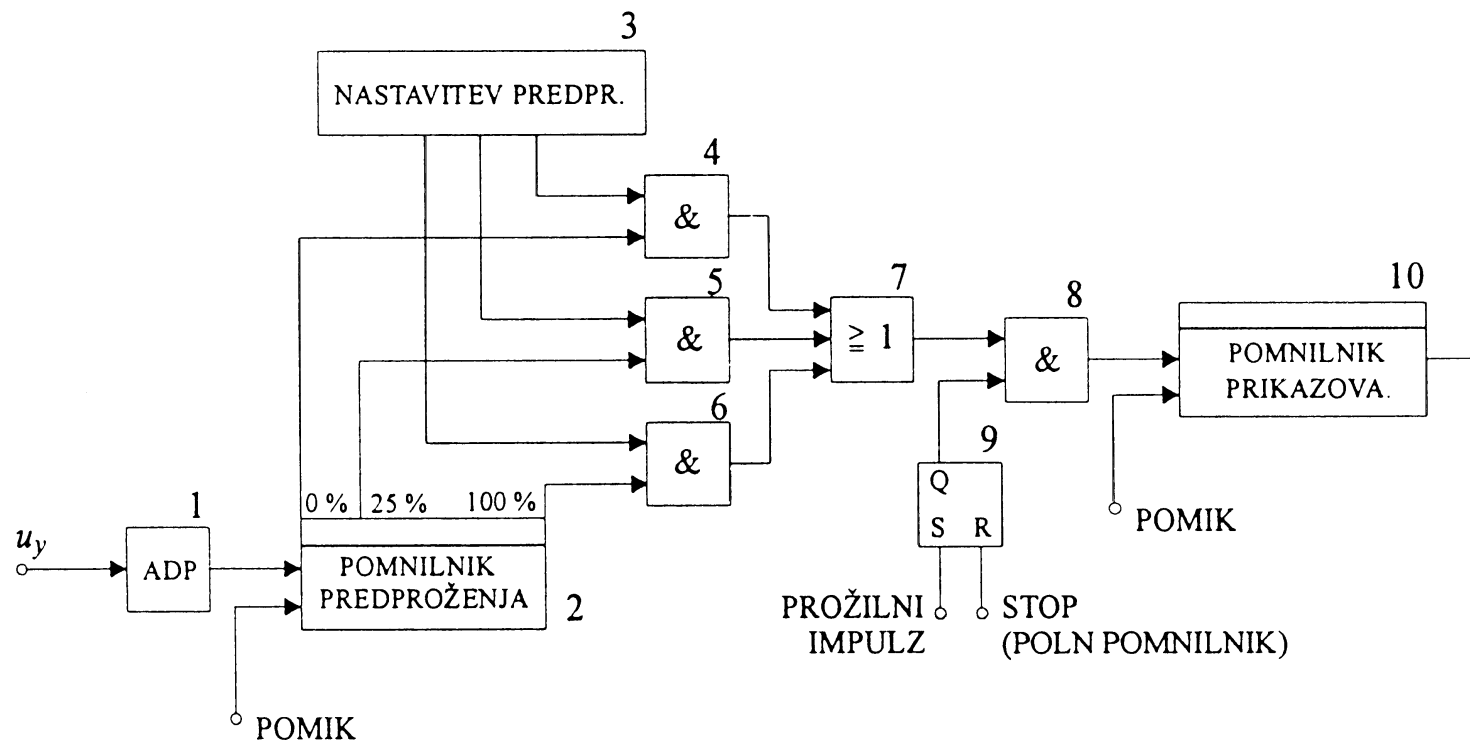 3
NASTAVITEV PREDPR.
4
&
5
&
6
&
7
≧ 1
8
&
9
Q
S R
10
POMNILNIK
PRIKAZOVA.
POMIK
0 % 25 % 100 %
1
u_y
ADP
POMNILNIK
PREDPROŽENJA
2
POMIK
PROŽILNI
IMPULZ
STOP
(POLN POMNILNIK)